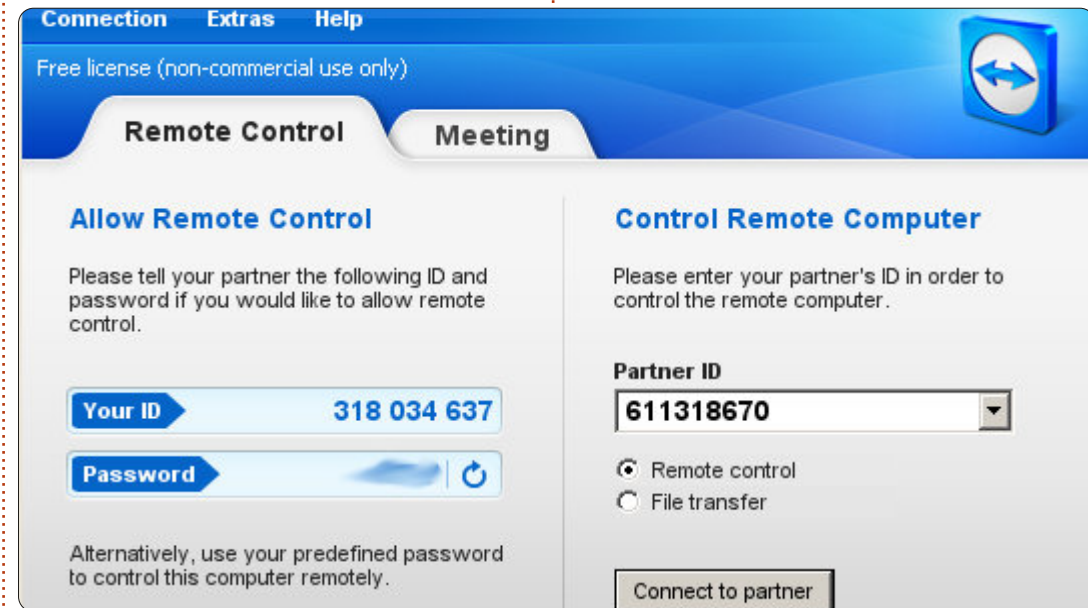 Connection Extras Help
Free license (non-commercial use only)
Remote Control Meeting
Allow Remote Control
Please tell your partner the following ID and
password if you would like to allow remote
control.
Your ID 318 034 637
Password
Alternatively, use your predefined password
to control this computer remotely.
Control Remote Computer
Please enter your partner's ID in order to
control the remote computer.
Partner ID
611318670
Remote control
File transfer
Connect to partner